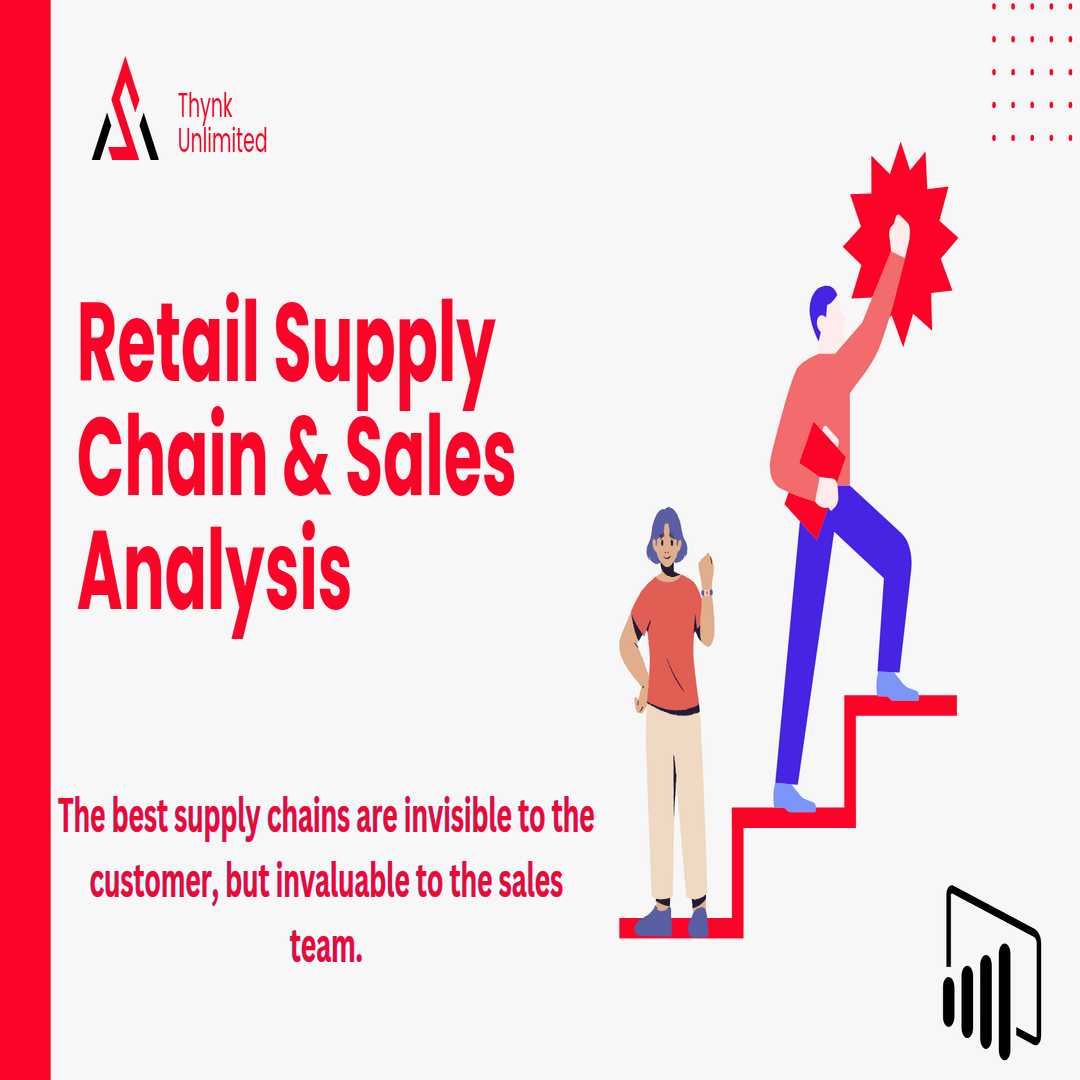 Thynk
Unlimited
Retail Supply
Chain & Sales
Analysis
The best supply chains are invisible to the
customer, but invaluable to the sales
team.